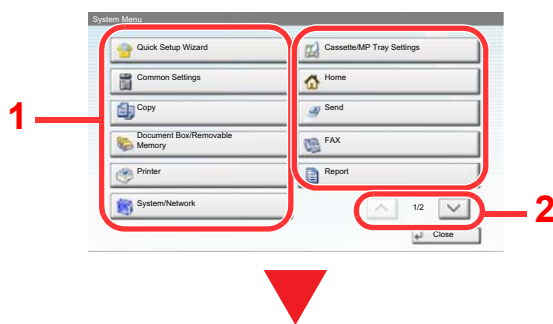 System Menu
Quick Setup Wizard
Cassette/MP Tray Settings
Common Settings
Home
1
Copy
Send
Document Box/Removable
Memory
FAX
Printer
Report
System/Network
1/2
2
Close